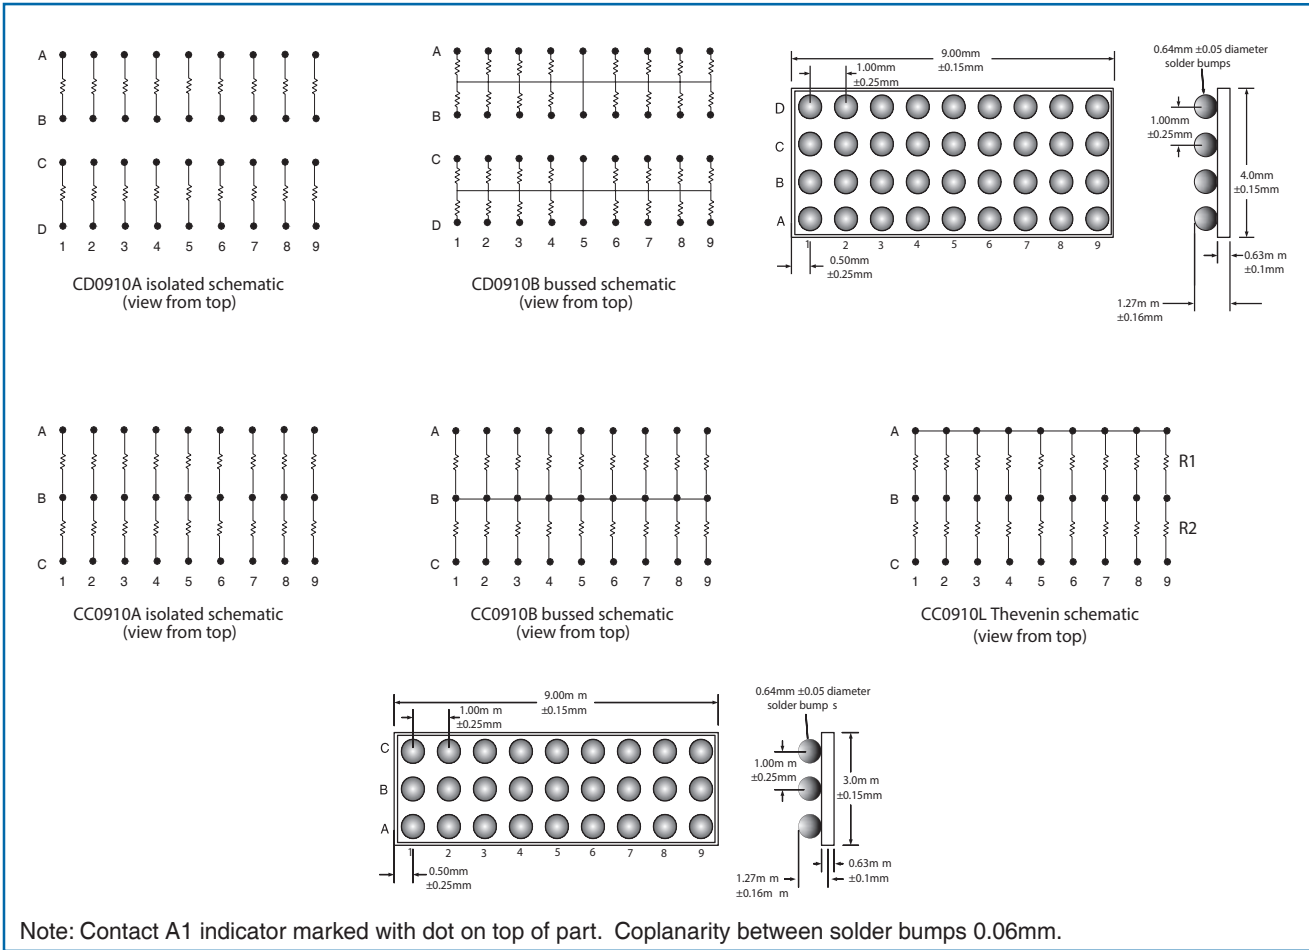 A
B
C
D
1 2 3 4 5 6 7 8 9
CD0910A isolated schematic
(view from top)
A
B
C
D
1 2 3 4 5 6 7 8 9
CD0910B bussed schematic
(view from top)
9.00mm
±0.15mm
1.00mm
±0.25mm
D
C
B
A
1 2 3 4 5 6 7 8 9
0.50mm
±0.25mm
0.64mm ±0.05 diameter
solder bumps
1.00mm
±0.25mm
4.0mm
±0.15mm
0.63m m
±0.1mm
1.27m m
±0.16mm
A
B
C
1 2 3 4 5 6 7 8 9
CC0910A isolated schematic
(view from top)
A
B
C
1 2 3 4 5 6 7 8 9
CC0910B bussed schematic
(view from top)
A
R1
B
R2
C
1 2 3 4 5 6 7 8 9
CC0910L Thevenin schematic
(view from top)
9.00m m
±0.15mm
1.00m m
±0.25mm
C
B
A
1 2 3 4 5 6 7 8 9
0.50mm
±0.25mm
0.64mm ±0.05 diameter
solder bump s
1.00m m
±0.25mm
3.0m m
±0.15mm
0.63m m
±0.1mm
1.27m m
±0.16m m
Note: Contact A1 indicator marked with dot on top of part. Coplanarity between solder bumps 0.06mm.